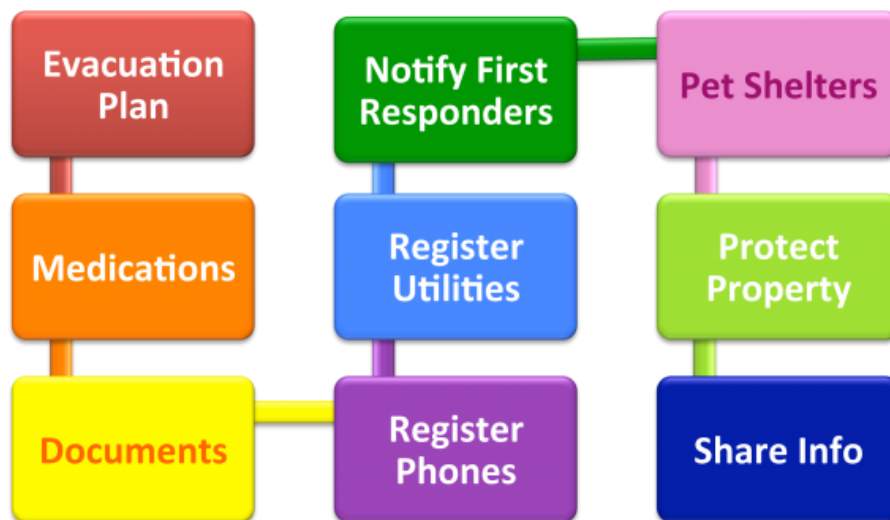 Evacuation
Plan
Medications
Documents
Register
Phones
Register
Utilities
Notify First
Responders
Pet Shelters
Protect
Property
Share Info